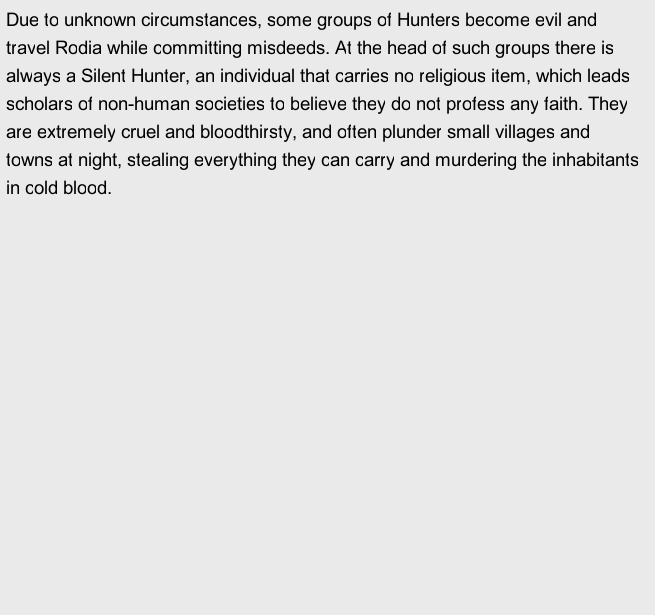 Due to unknown circumstances, some groups of Hunters become evil and
travel Rodia while committing misdeeds. At the head of such groups there is
always a Silent Hunter, an individual that carries no religious item, which leads
scholars of non-human societies to believe they do not profess any faith. They
are extremely cruel and bloodthirsty, and often plunder small villages and
towns at night, stealing everything they can carry and murdering the inhabitants
in cold blood.